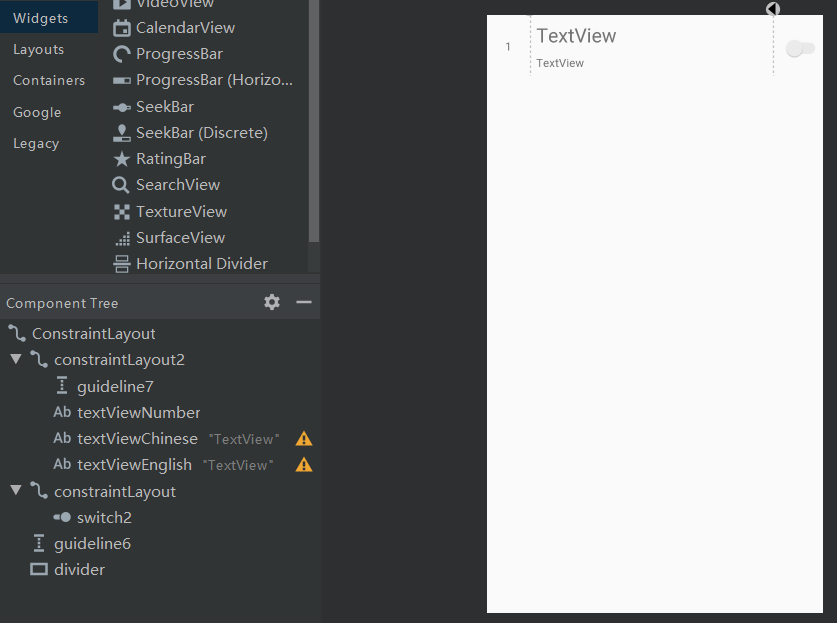 Widgets
Layouts
Containers
Google
Legacy
VideoView
CalendarView
ProgressBar
ProgressBar (Horizo...
SeekBar
SeekBar (Discrete)
RatingBar
SearchView
TextureView
SurfaceView
Horizontal Divider
Component Tree
ConstraintLayout
constraintLayout2
guideline7
Ab textViewNumber
Ab textViewChinese "TextView"
Ab textViewEnglish "TextView"
constraintLayout
switch2
guideline6
divider
1
TextView
TextView